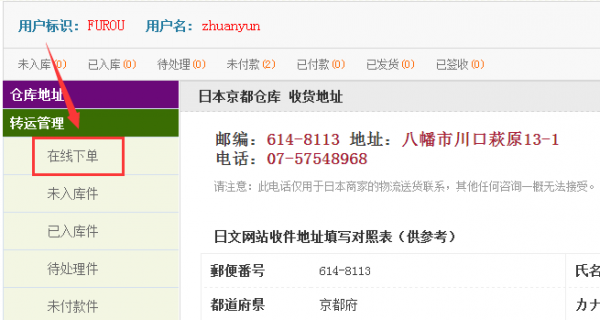 用户标识：FUROU 用户名：zhuanyun
未入库(0) 已入库(0) 待处理(0) 未付款(2) 已付款(0) 已发货(0) 已签收(0)
仓库地址
转运管理
在线下单
未入库件
已入库件
待处理件
未付款件
日本京都仓库 收货地址
邮编：614-8113 地址：八幡市川口萩原13-1
电话：07-57548968
请注意：此电话仅用于日本商家的物流送货联系，其他任何咨询一概无法接受。
日文网站收件地址填写对照表（供参考）
郵便番号 614-8113 氏名
都道府県 京都府 カナ